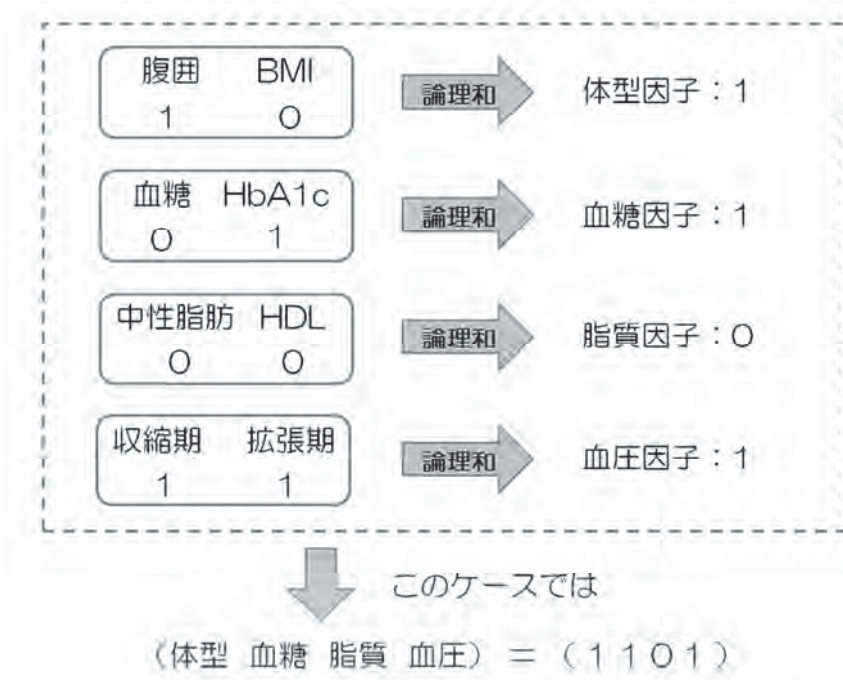 腹囲 BMI
1 0
論理和
体型因子：1
血糖 HbA1c
0 1
論理和
血糖因子：1
中性脂肪 HDL
0 0
論理和
脂質因子：0
収縮期 拡張期
1 1
論理和
血圧因子：1
このケースでは
（体型 血糖 脂質 血圧）＝（１１０１）